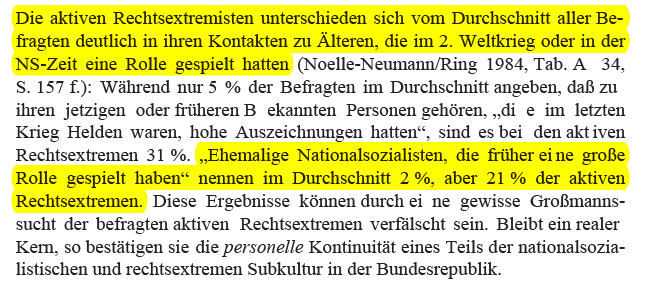 Die aktiven Rechtsextremisten unterschieden sich vom Durchschnitt aller Be-
fragten deutlich in ihren Kontakten zu Älteren, die im 2. Weltkrieg oder in der
NS-Zeit eine Rolle gespielt hatten (Noelle-Neumann/Ring 1984, Tab. A 34,
S. 157 f.): Während nur 5 % der Befragten im Durchschnitt angeben, daß zu
ihren jetzigen oder früheren B ekannten Personen gehören, „di e im letzten
Krieg Helden waren, hohe Auszeichnungen hatten“, sind es bei den akt iven
Rechtsextremen 31 %. „Ehemalige Nationalsozialisten, die früher ei ne große
Rolle gespielt haben“ nennen im Durchschnitt 2 %, aber 21 % der aktiven
Rechtsextremen. Diese Ergebnisse können durch ei ne gewisse Großmanns-
sucht der befragten aktiven Rechtsextremen verfälscht sein. Bleibt ein realer
Kern, so bestätigen sie die personelle Kontinuität eines Teils der nationalsozia-
listischen und rechtsextremen Subkultur in der Bundesrepublik.